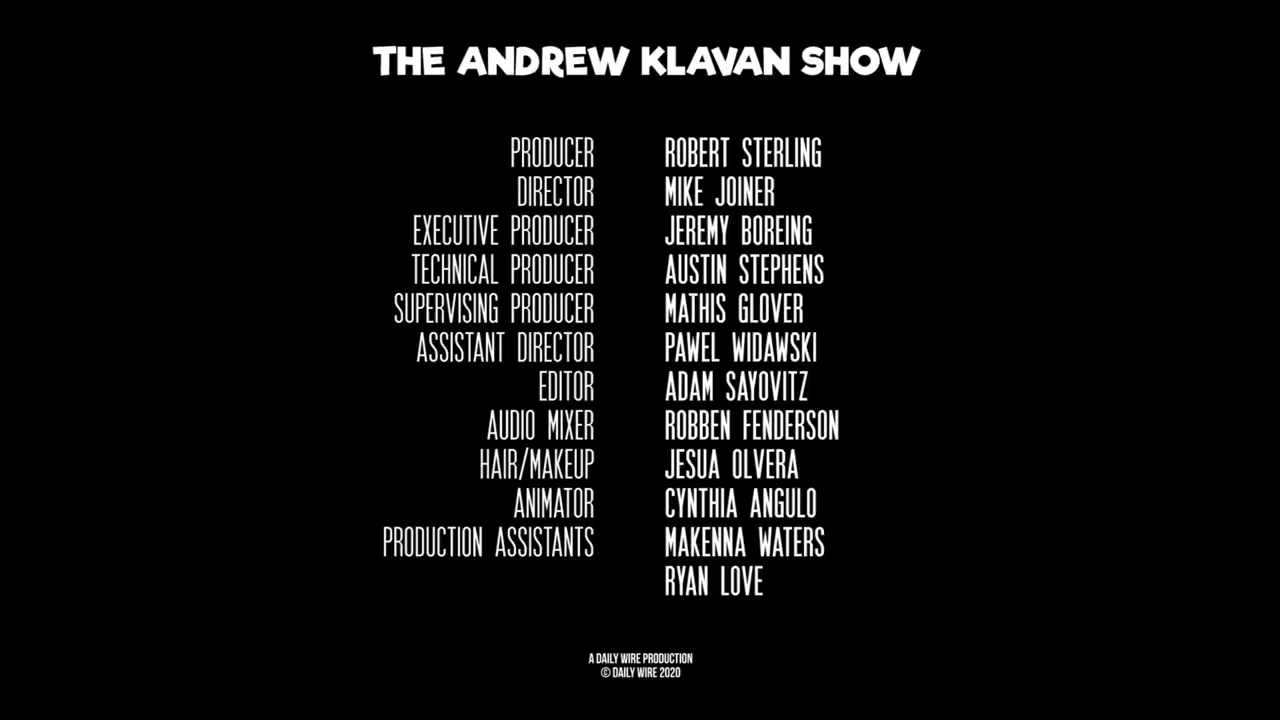 THE ANDREW KLAVAN SHOW
PRODUCER ROBERT STERLING
DIRECTOR MIKE JOINER
EXECUTIVE PRODUCER JEREMY BOREING
TECHNICAL PRODUCER AUSTIN STEPHENS
SUPERVISING PRODUCER MATHIS GLOVER
ASSISTANT DIRECTOR PAWEL WIDAWSKI
EDITOR ADAM SAYOVITZ
AUDIO MIXER ROBBEN FENDERSON
HAIR/MAKEUP JESUA OLVERA
ANIMATOR CYNTHIA ANGULO
PRODUCTION ASSISTANTS MAKENNA WATERS
RYAN LOVE
A DAILY WIRE PRODUCTION
© DAILY WIRE 2020